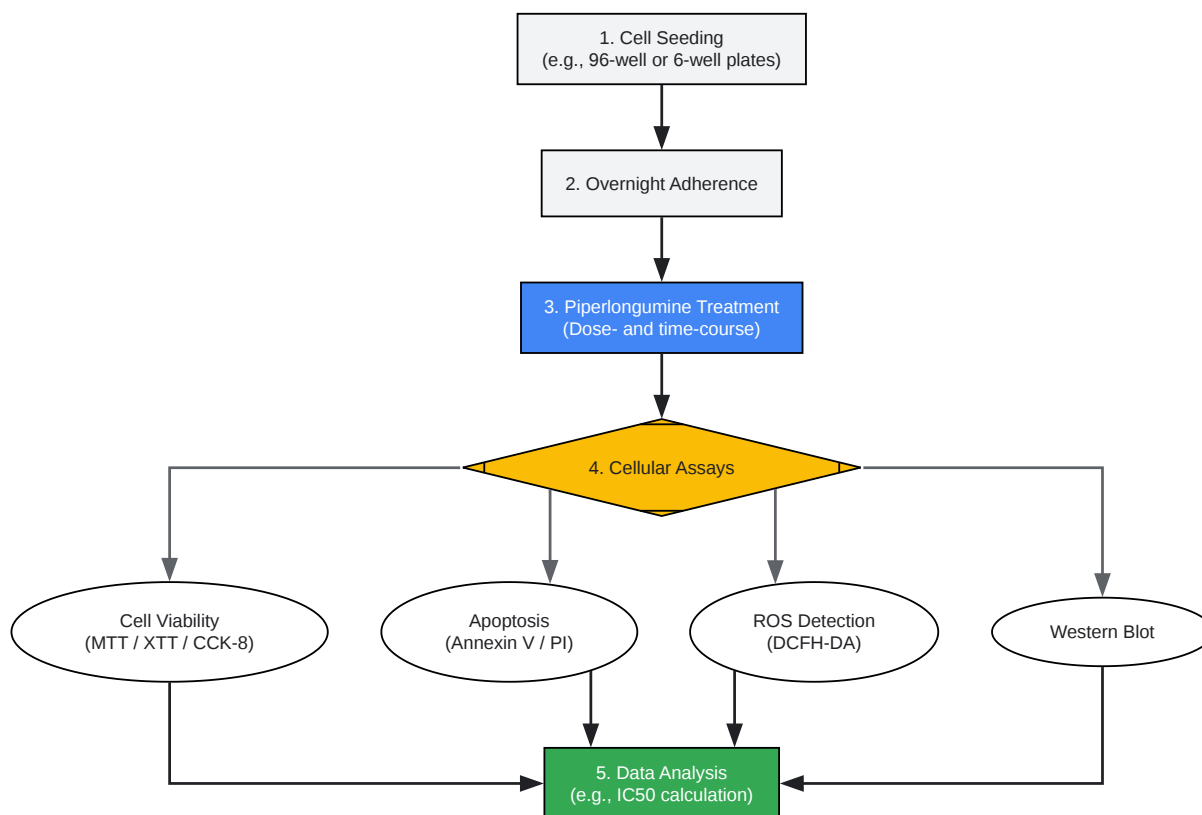 1. Cell Seeding
(e.g., 96-well or 6-well plates)
2. Overnight Adherence
3. Piperlongumine Treatment
(Dose- and time-course)
4. Cellular Assays
Cell Viability
(MTT / XTT / CCK-8)
Apoptosis
(Annexin V / PI)
ROS Detection
(DCFH-DA)
Western Blot
5. Data Analysis
(e.g., IC50 calculation)